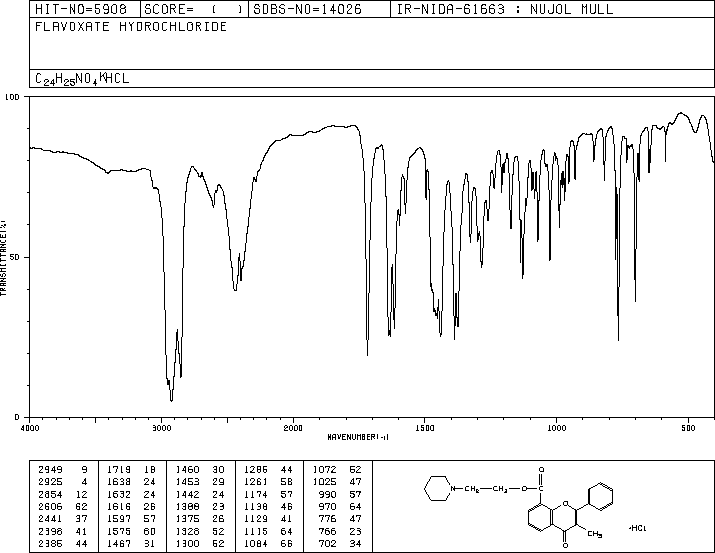 HIT-NO=5908 SCORE= ( ) SDBS-NO=14026 IR-NIDA-61663 : NUJOL MULL
FLAVOXATE HYDROCHLORIDE
C24H25NO4 HCL
100
50
0
TRANSMITTANCE(%)
4000 3000 2000 1500 1000 500
WAVENUMBER(-1)
2949 9 1719 18 1460 30 1286 44 1072 52
2925 4 1638 24 1453 29 1261 58 1025 47
2854 12 1632 24 1442 24 1174 57 990 57
2606 62 1616 26 1388 23 1138 46 970 64
2441 37 1597 57 1375 26 1129 41 776 47
2398 41 1575 60 1328 52 1115 64 766 23
2385 44 1467 31 1300 52 1084 66 702 34
N CH2 CH2 O C O
O
CH3
O
·HCl